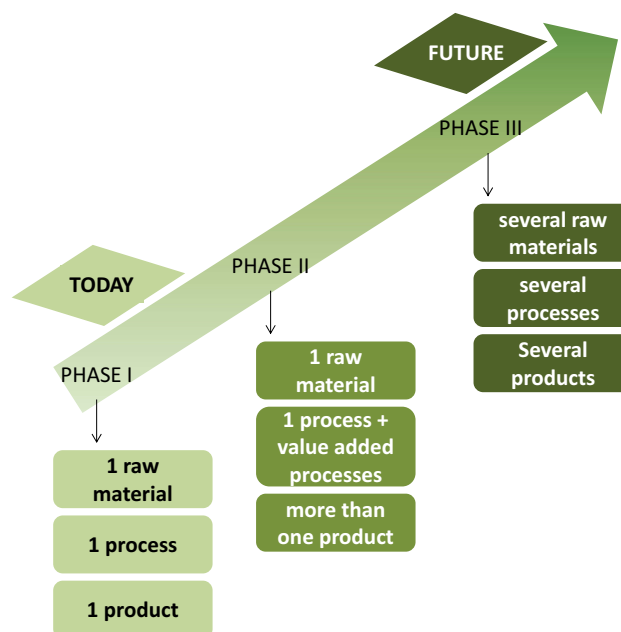 FUTURE
PHASE III
several raw
materials
several
processes
Several
products
TODAY
PHASE II
1 raw
material
1 process +
value added
processes
more than
one product
PHASE I
1 raw
material
1 process
1 product